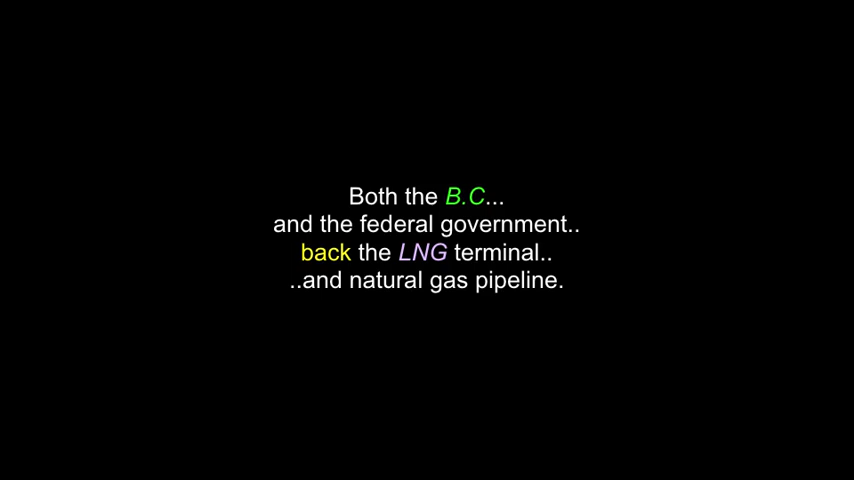 Both the B.C...
and the federal government..
back the LNG terminal..
..and natural gas pipeline.